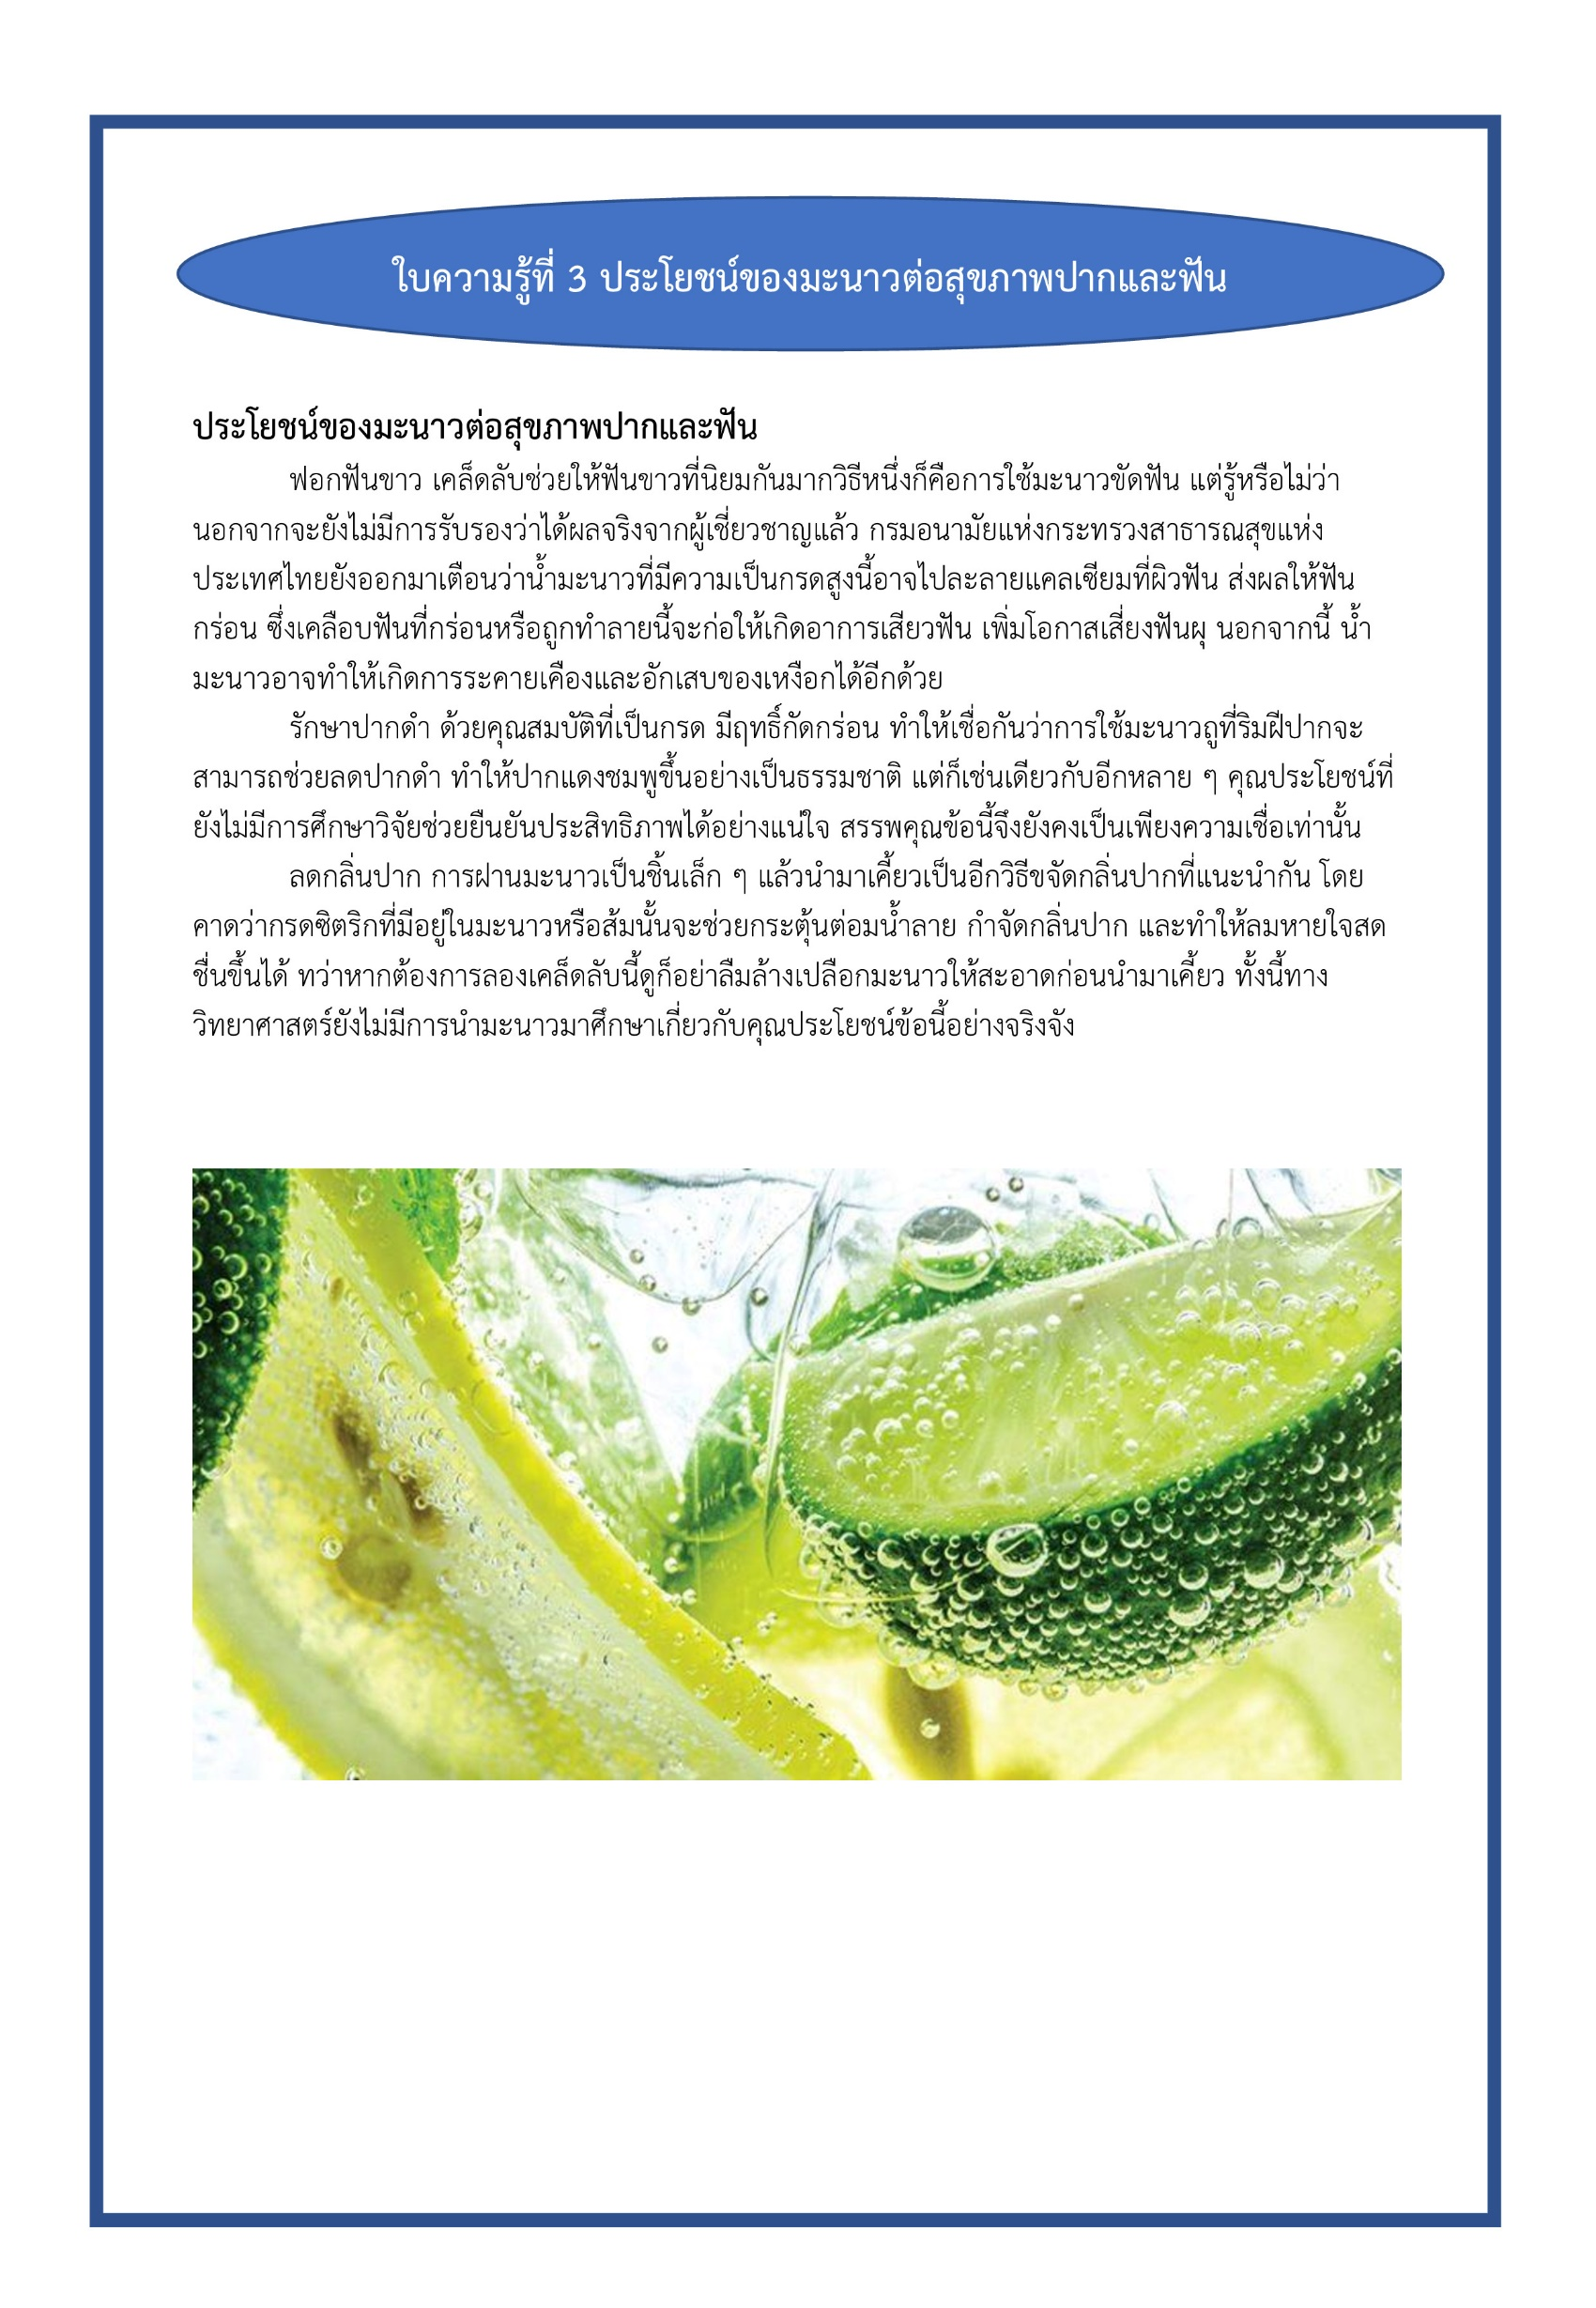 ใบความรู้ที่ 3 ประโยชน์ของมะนาวต่อสุขภาพปากและฟัน
ประโยชน์ของมะนาวต่อสุขภาพปากและฟัน
ฟอกฟันขาว เคล็ดลับช่วยให้ฟันขาวที่นิยมกันมากวิธีหนึ่งก็คือการใช้มะนาวขัดฟัน แต่รู้หรือไม่ว่า
นอกจากจะยังไม่มีการรับรองว่าได้ผลจริงจากผู้เชี่ยวชาญแล้ว กรมอนามัยแห่งกระทรวงสาธารณสุขแห่ง
ประเทศไทยยังออกมาเตือนว่าน้ำมะนาวที่มีความเป็นกรดสูงนี้อาจไปละลายแคลเซียมที่ผิวฟัน ส่งผลให้ฟัน
กร่อน ซึ่งเคลือบฟันที่กร่อนหรือถูกทำลายนี้จะก่อให้เกิดอาการเสียวฟัน เพิ่มโอกาสเสี่ยงฟันผุ นอกจากนี้ น้ำ
มะนาวอาจทำให้เกิดการระคายเคืองและอักเสบของเหงือกได้อีกด้วย
รักษาปากดำ ด้วยคุณสมบัติที่เป็นกรด มีฤทธิ์กัดกร่อน ทำให้เชื่อกันว่าการใช้มะนาวถูที่ริมฝีปากจะ
สามารถช่วยลดปากดำ ทำให้ปากแดงชมพูขึ้นอย่างเป็นธรรมชาติ แต่ก็เช่นเดียวกับอีกหลาย ๆ คุณประโยชน์ที่
ยังไม่มีการศึกษาวิจัยช่วยยืนยันประสิทธิภาพได้อย่างแน่ใจ สรรพคุณข้อนี้จึงยังคงเป็นเพียงความเชื่อเท่านั้น
ลดกลิ่นปาก การฝานมะนาวเป็นชิ้นเล็ก ๆ แล้วนำมาเคี้ยวเป็นอีกวิธีขจัดกลิ่นปากที่แนะนำกัน โดย
คาดว่ากรดซิตริกที่มีอยู่ในมะนาวหรือส้มนั้นจะช่วยกระตุ้นต่อมน้ำลาย กำจัดกลิ่นปาก และทำให้ลมหายใจสด
ชื่นขึ้นได้ ทว่าหากต้องการลองเคล็ดลับนี้ดูก็อย่าลืมล้างเปลือกมะนาวให้สะอาดก่อนนำมาเคี้ยว ทั้งนี้ทาง
วิทยาศาสตร์ยังไม่มีการนำมะนาวมาศึกษาเกี่ยวกับคุณประโยชน์ข้อนี้อย่างจริงจัง